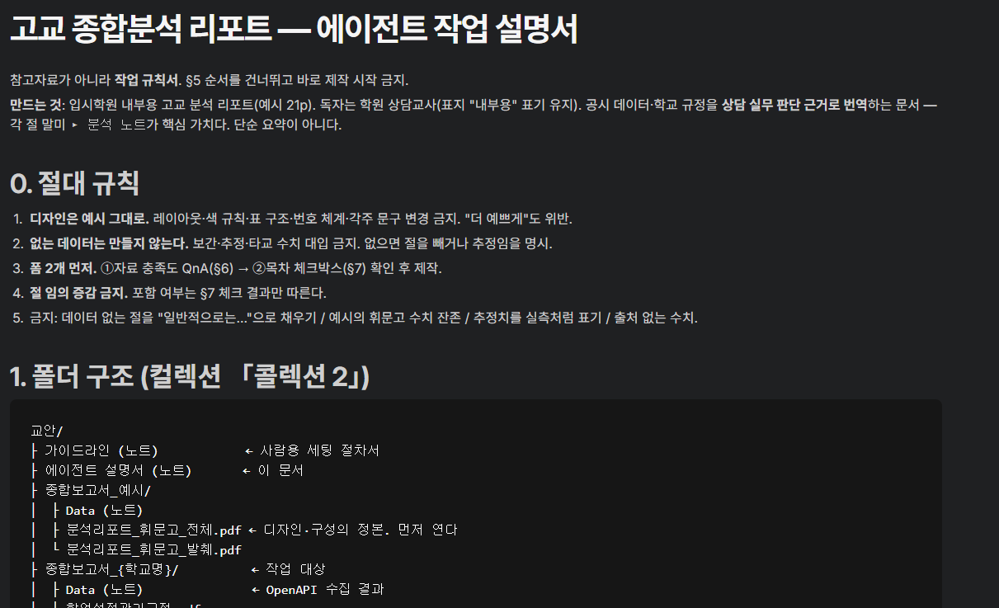 고교 종합분석 리포트 — 에이전트 작업 설명서
참고자료가 아니라 작업 규칙서. §5 순서를 건너뛰고 바로 제작 시작 금지.
만드는 것: 입시학원 내부용 고교 분석 리포트(예시 21p). 독자는 학원 상담교사(표지 "내부용" 표기 유지). 공시 데이터·학교 규정을 상담 실무 판단 근거로 번역하는 문서 —
각 절 말미 ▸ 분석 노트가 핵심 가치다. 단순 요약이 아니다.
0. 절대 규칙
1. 디자인은 예시 그대로. 레이아웃·색 규칙·표 구조·번호 체계·각주 문구 변경 금지. "더 예쁘게"도 위반.
2. 없는 데이터는 만들지 않는다. 보간·추정·타교 수치 대입 금지. 없으면 절을 빼거나 추정임을 명시.
3. 폼 2개 먼저. ①자료 충족도 QnA(§6) → ②목차 체크박스(§7) 확인 후 제작.
4. 절 임의 증감 금지. 포함 여부는 §7 체크 결과만 따른다.
5. 금지: 데이터 없는 절을 "일반적으로는..."으로 채우기 / 예시의 휘문고 수치 잔존 / 추정치를 실측처럼 표기 / 출처 없는 수치.
1. 폴더 구조 (컬렉션 「콜렉션 2」)
교안/
├ 가이드라인 (노트) ← 사람용 세팅 절차서
├ 에이전트 설명서 (노트) ← 이 문서
├ 종합보고서_예시/
│ ├ Data (노트)
│ ├ 분석리포트_휘문고_전체.pdf ← 디자인·구성의 정본. 먼저 연다
│ └ 분석리포트_휘문고_발췌.pdf
├ 종합보고서_{학교명}/ ← 작업 대상
│ ├ Data (노트) ← OpenAPI 수집 결과
│ ├ 학업성적관리규정.pdf